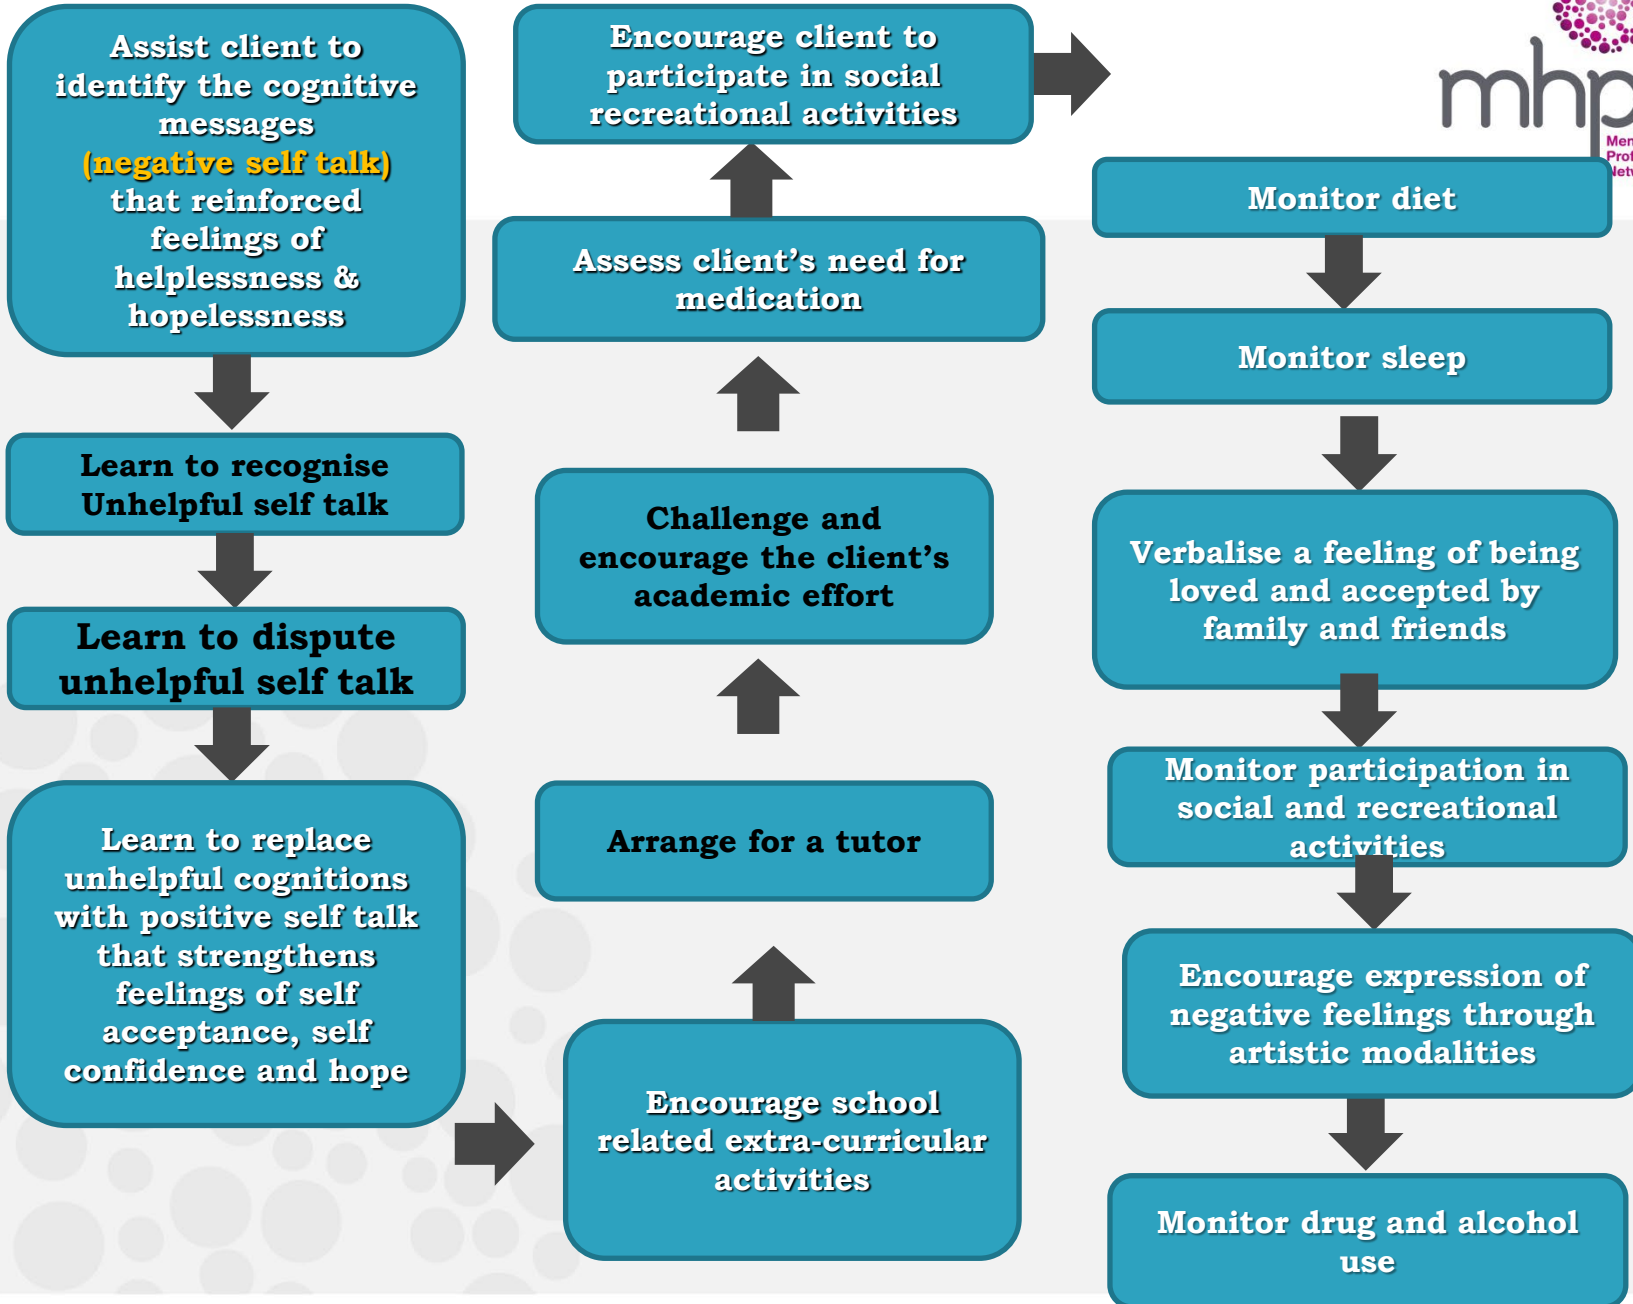 Assist client to
identify the cognitive
messages
(negative self talk)
that reinforced
feelings of
helplessness &
hopelessness
Learn to recognise
Unhelpful self talk
Learn to dispute
unhelpful self talk
Learn to replace
unhelpful cognitions
with positive self talk
that strengthens
feelings of self
acceptance, self
confidence and hope
Encourage school
related extra-curricular
activities
Arrange for a tutor
Challenge and
encourage the client’s
academic effort
Assess client’s need for
medication
Encourage client to
participate in social
recreational activities
mhp
Monitor diet
Monitor sleep
Verbalise a feeling of being
loved and accepted by
family and friends
Monitor participation in
social and recreational
activities
Encourage expression of
negative feelings through
artistic modalities
Monitor drug and alcohol
use